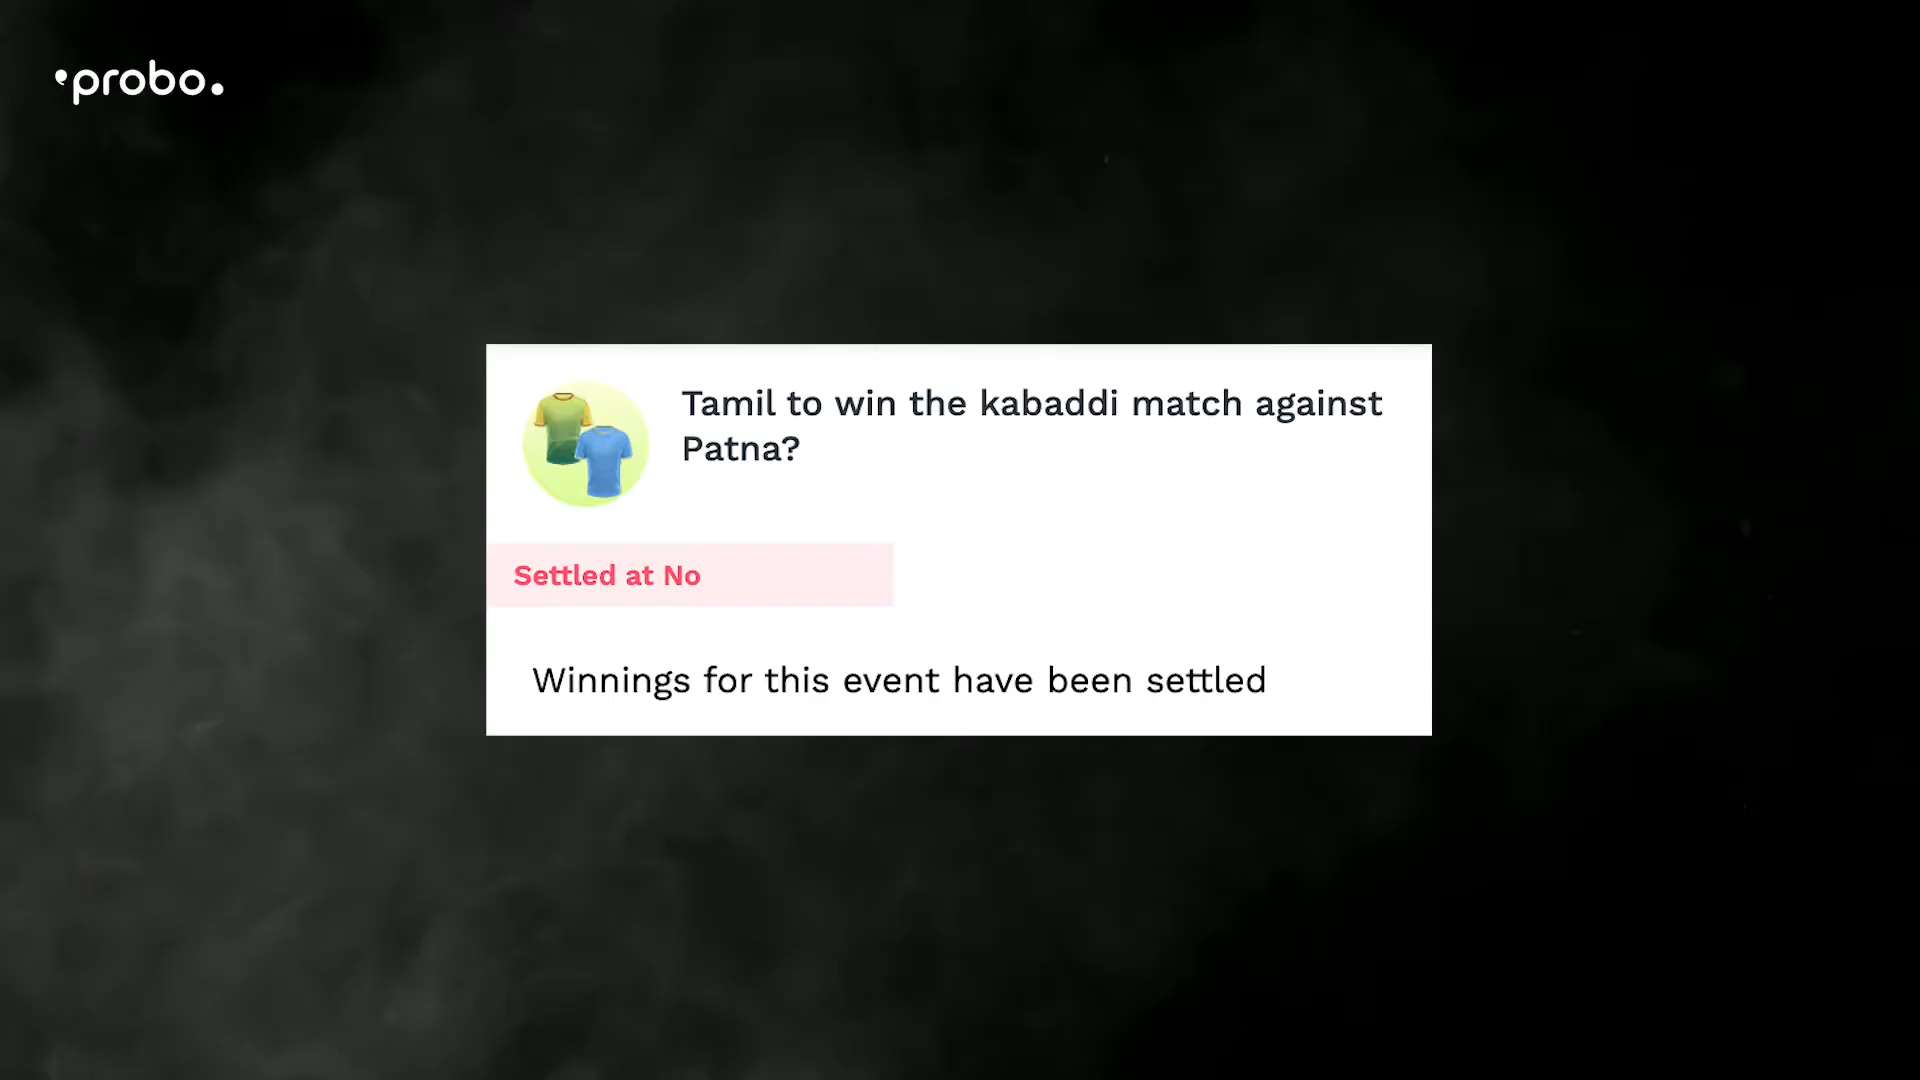 probo.
Tamil to win the kabaddi match against
Patna?
Settled at No
Winnings for this event have been settled